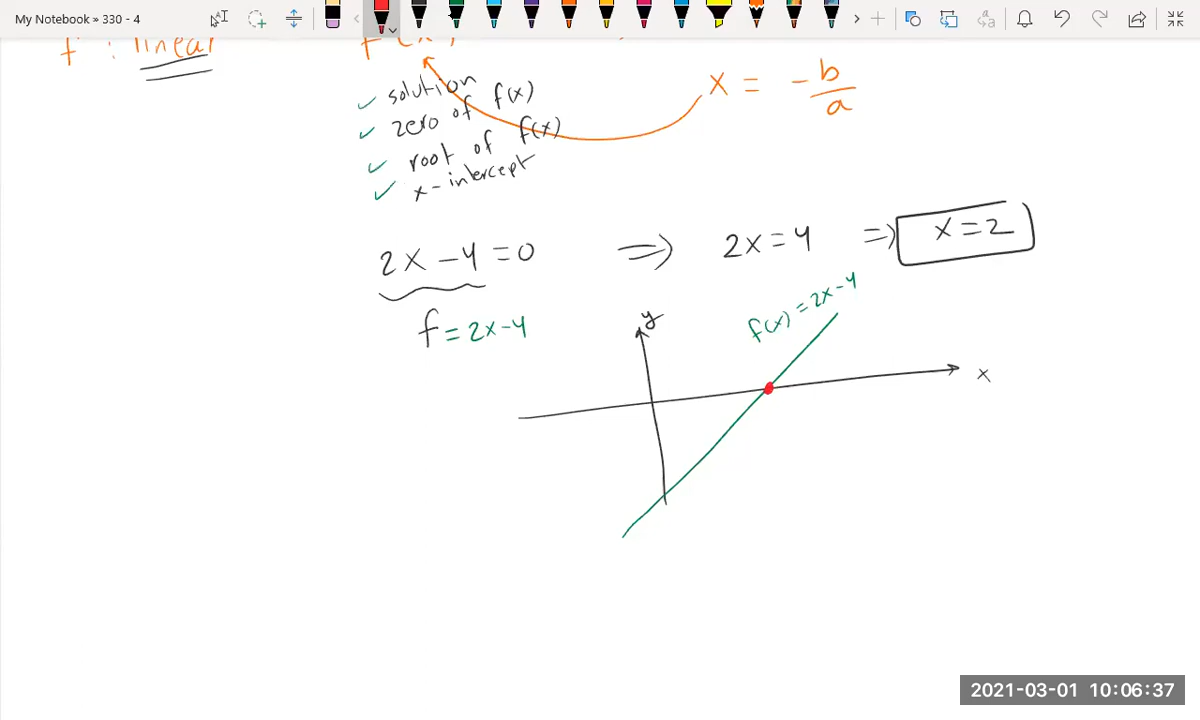 My Notebook » 330 - 4
f : linear
x = -b/a
✓ solution
✓ zero of f(x)
✓ root of f(x)
✓ x-intercept
2x - 4 = 0 ⇒ 2x = 4 ⇒ x = 2
f = 2x-4
y
f(x) = 2x-4
x
2021-03-01 10:06:37